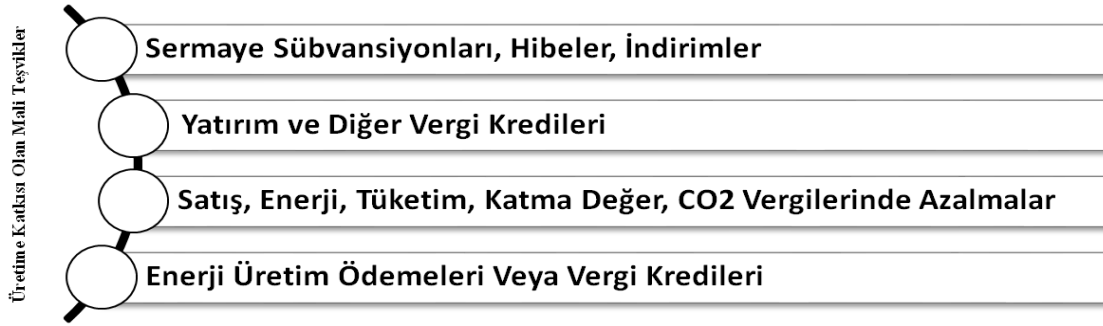 Üretime Katkısı Olan Mali Teşvikler
Sermaye Sübvansiyonları, Hibeler, İndirimler
Yatırım ve Diğer Vergi Kredileri
Satış, Enerji, Tüketim, Katma Değer, CO2 Vergilerinde Azalmalar
Enerji Üretim Ödemeleri Veya Vergi Kredileri